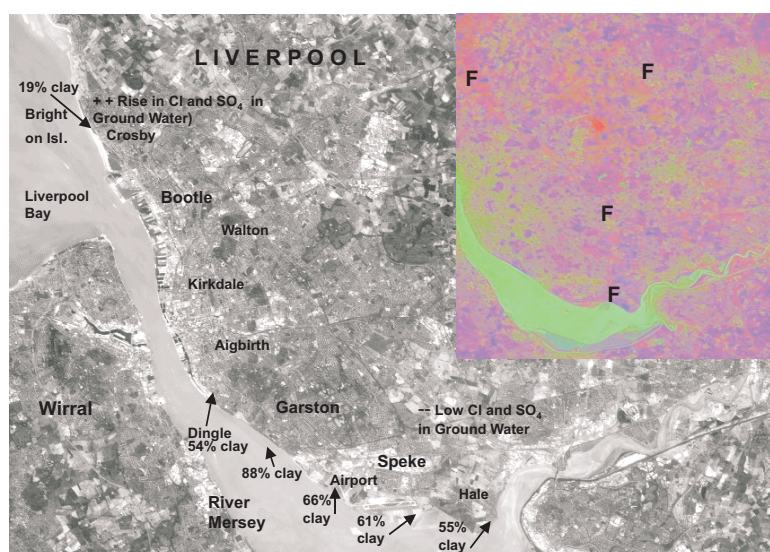 LIVERPOOL
19% clay
+ + Rise in Cl and SO₄ in
Ground Water)
Crosby
Bright
on Isl.
Liverpool
Bay
Bootle
Walton
Kirkdale
Aigbirth
Wirral
Garston
Dingle
54% clay
-- Low Cl and SO₄
in Ground Water
88% clay
Speke
Airport
66%
clay
River
Mersey
61%
clay
Hale
55%
clay
F
F
F
F